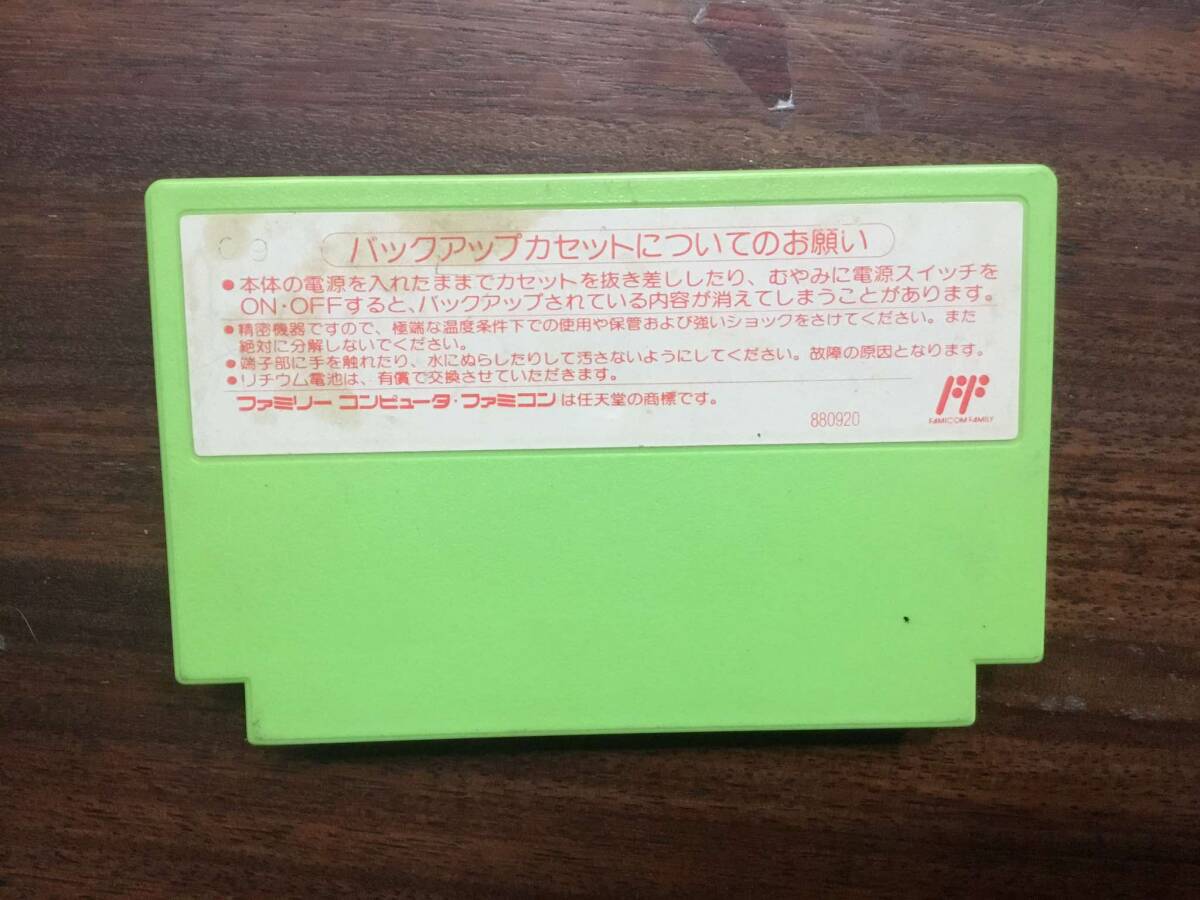 C 9
バックアップカセットについてのお願い
●本体の電源を入れたままでカセットを抜き差ししたり、むやみに電源スイッチを
ON・OFFすると、バックアップされている内容が消えてしまうことがあります。
●精密機器ですので、極端な温度条件下での使用や保管および強いショックをさけてください。また
絶対に分解しないでください。
●端子部に手を触れたり、水にぬらしたりして汚さないようにしてください。故障の原因となります。
●リチウム電池は、有償で交換させていただきます。
ファミリーコンピュータ・ファミコンは任天堂の商標です。
880920
FAMICOM FAMILY